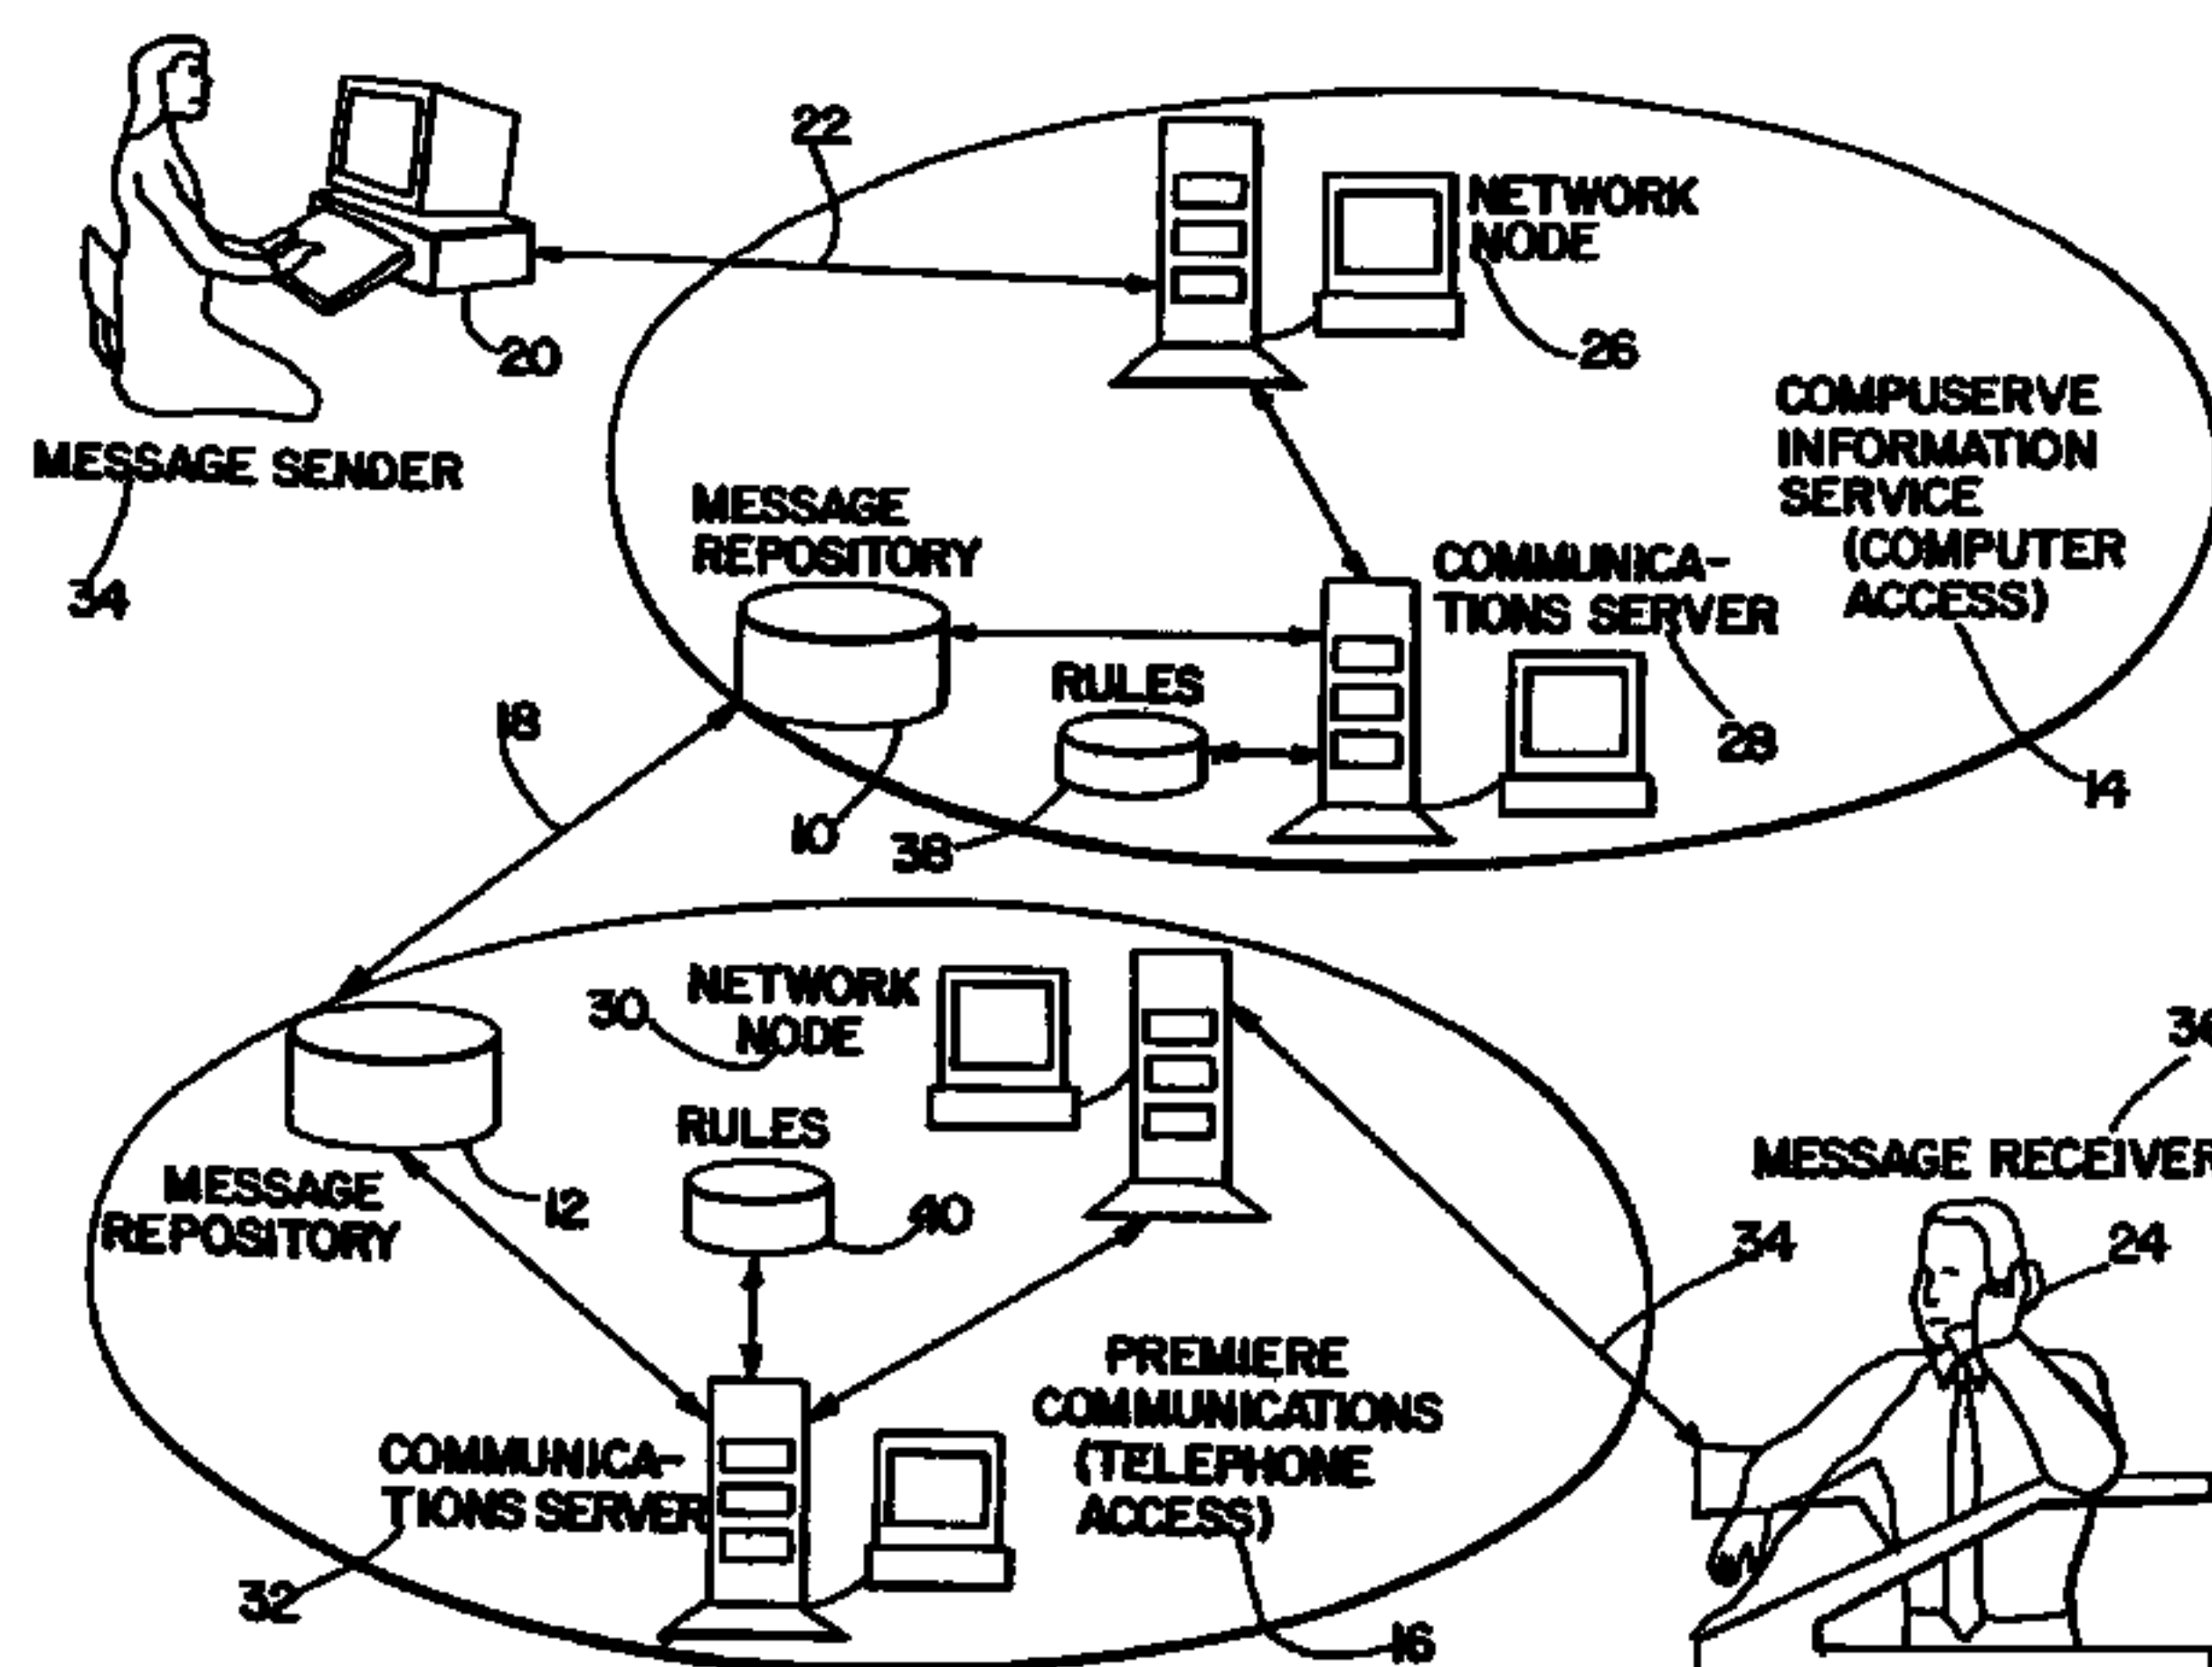 22
NETWORK
NODE
26
20
MESSAGE SENDER
34
COMPUSERVE
INFORMATION
SERVICE
(COMPUTER
ACCESS)
MESSAGE
REPOSITORY
COMMUNICA-
TIONS SERVER
RULES
18
28
14
10
38
30
NETWORK
NODE
RULES
12
MESSAGE
REPOSITORY
40
MESSAGE RECEIVER
34
24
PREMIERE
COMMUNICATIONS
(TELEPHONE
ACCESS)
COMMUNICA-
TIONS SERVER
32
16